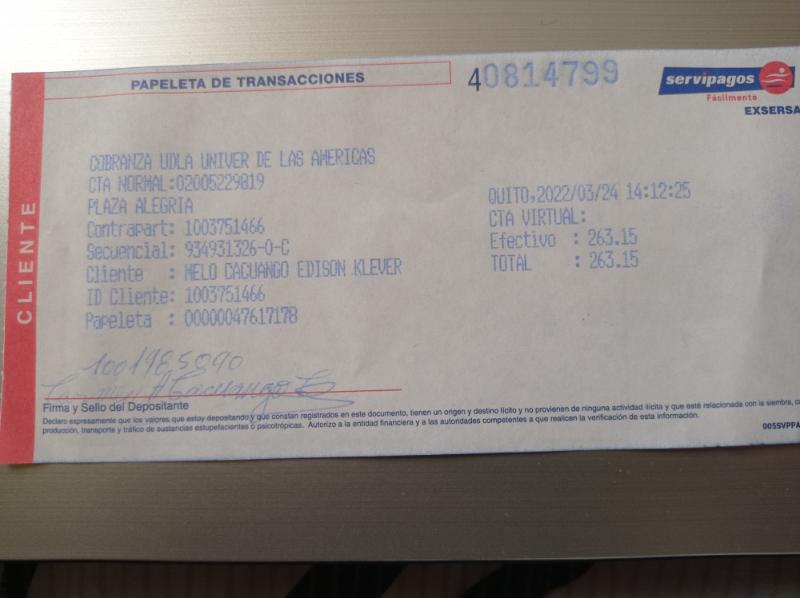 PAPELETA DE TRANSACCIONES
40814799
servipagos
Fácilmente
EXSERSA
CLIENTE
COBRANZA UDLA UNIVER DE LAS AMERICAS
CTA NORMAL:02005229819
PLAZA ALEGRIA
Contrapart: 1003751466
Secuencial: 934931326-0-C
Cliente : MELO CACUANGO EDISON KLEVER
ID Cliente: 1003751466
Papeleta : 00000047617178
QUITO,2022/03/24 14:12:25
CTA VIRTUAL:
Efectivo : 263.15
TOTAL : 263.15
1001985090
Cacuango
Firma y Sello del Depositante
Declaro expresamente que los valores que estoy depositando y que constan registrados en este documento, tienen un origen y destino lícito y no provienen de ninguna actividad ilícita y que esté relacionada con la siembra,
producción, transporte y tráfico de sustancias estupefacientes o psicotrópicas. Autorizo a la entidad financiera y a las autoridades competentes a que realicen la verificación de esta información.
005SVPPA